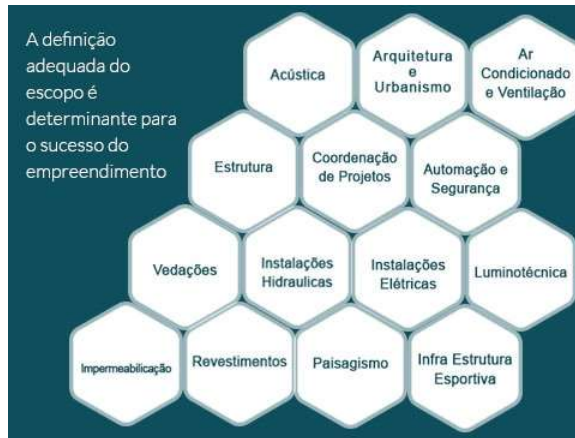 A definição
adequada do
escopo é
determinante para
o sucesso do
empreendimento
Acústica
Arquitetura
e
Urbanismo
Ar
Condicionado
e Ventilação
Estrutura
Coordenação
de Projetos
Automação e
Segurança
Vedações
Instalações
Hidraulicas
Instalações
Elétricas
Luminotécnica
Impermeabilicação
Revestimentos
Paisagismo
Infra Estrutura
Esportiva